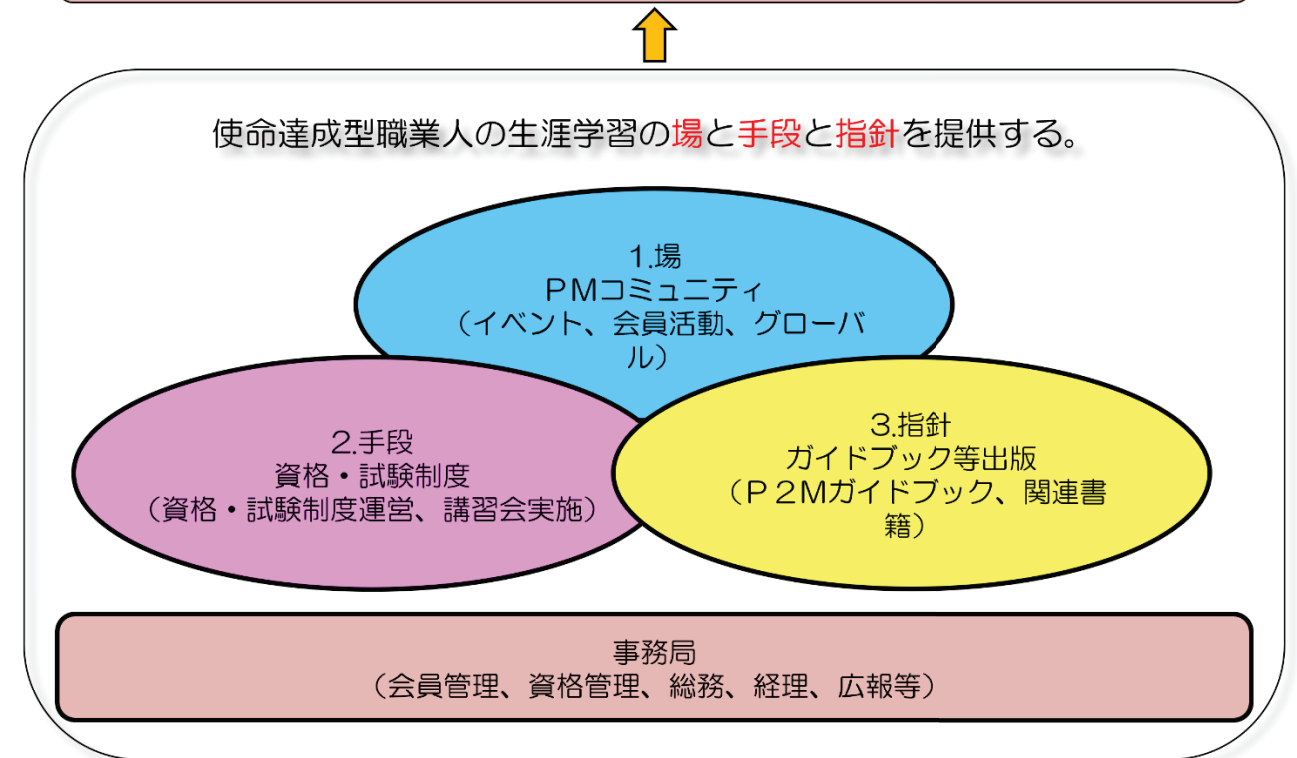 使命達成型職業人の生涯学習の場と手段と指針を提供する。
1.場
ＰＭコミュニティ
（イベント、会員活動、グローバ
ル）
2.手段
資格・試験制度
（資格・試験制度運営、講習会実施）
3.指針
ガイドブック等出版
（Ｐ２Ｍガイドブック、関連書
籍）
事務局
（会員管理、資格管理、総務、経理、広報等）